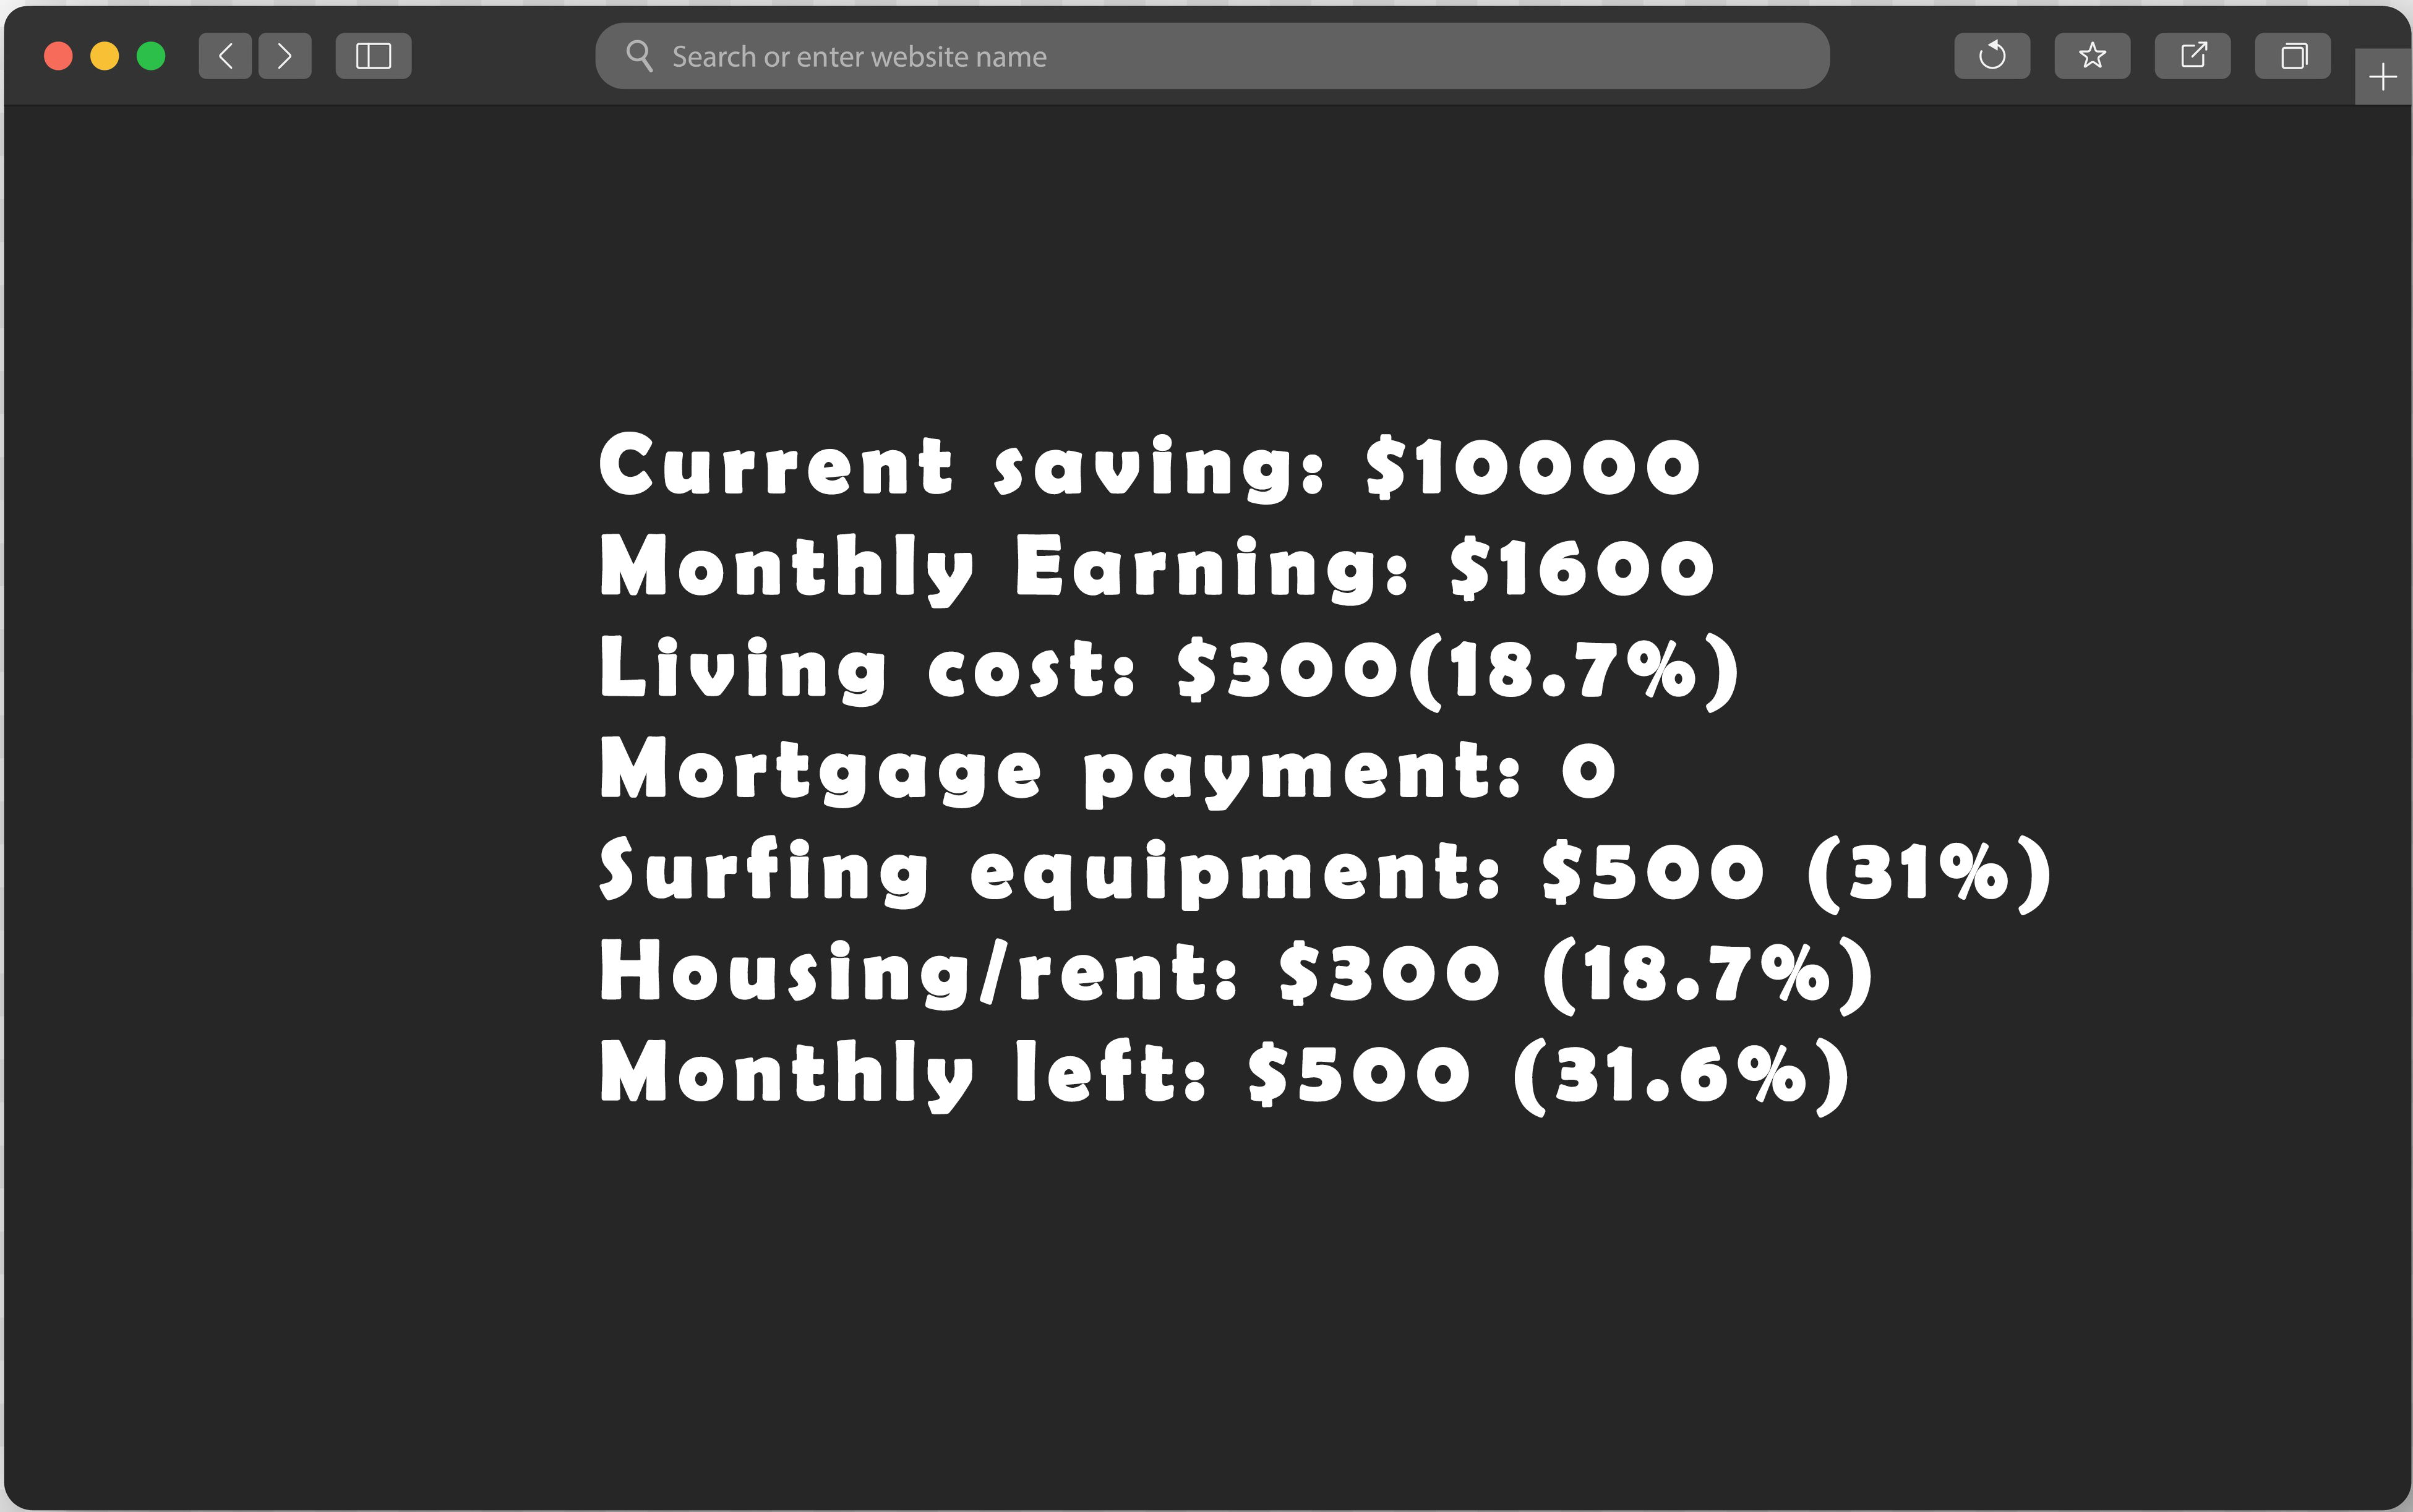 Search or enter website name
Current saving: $10000
Monthly Earning: $1600
Living cost: $300(18.7%)
Mortgage payment: 0
Surfing equipment: $500 (31%)
Housing/rent: $300 (18.7%)
Monthly left: $500 (31.6%)